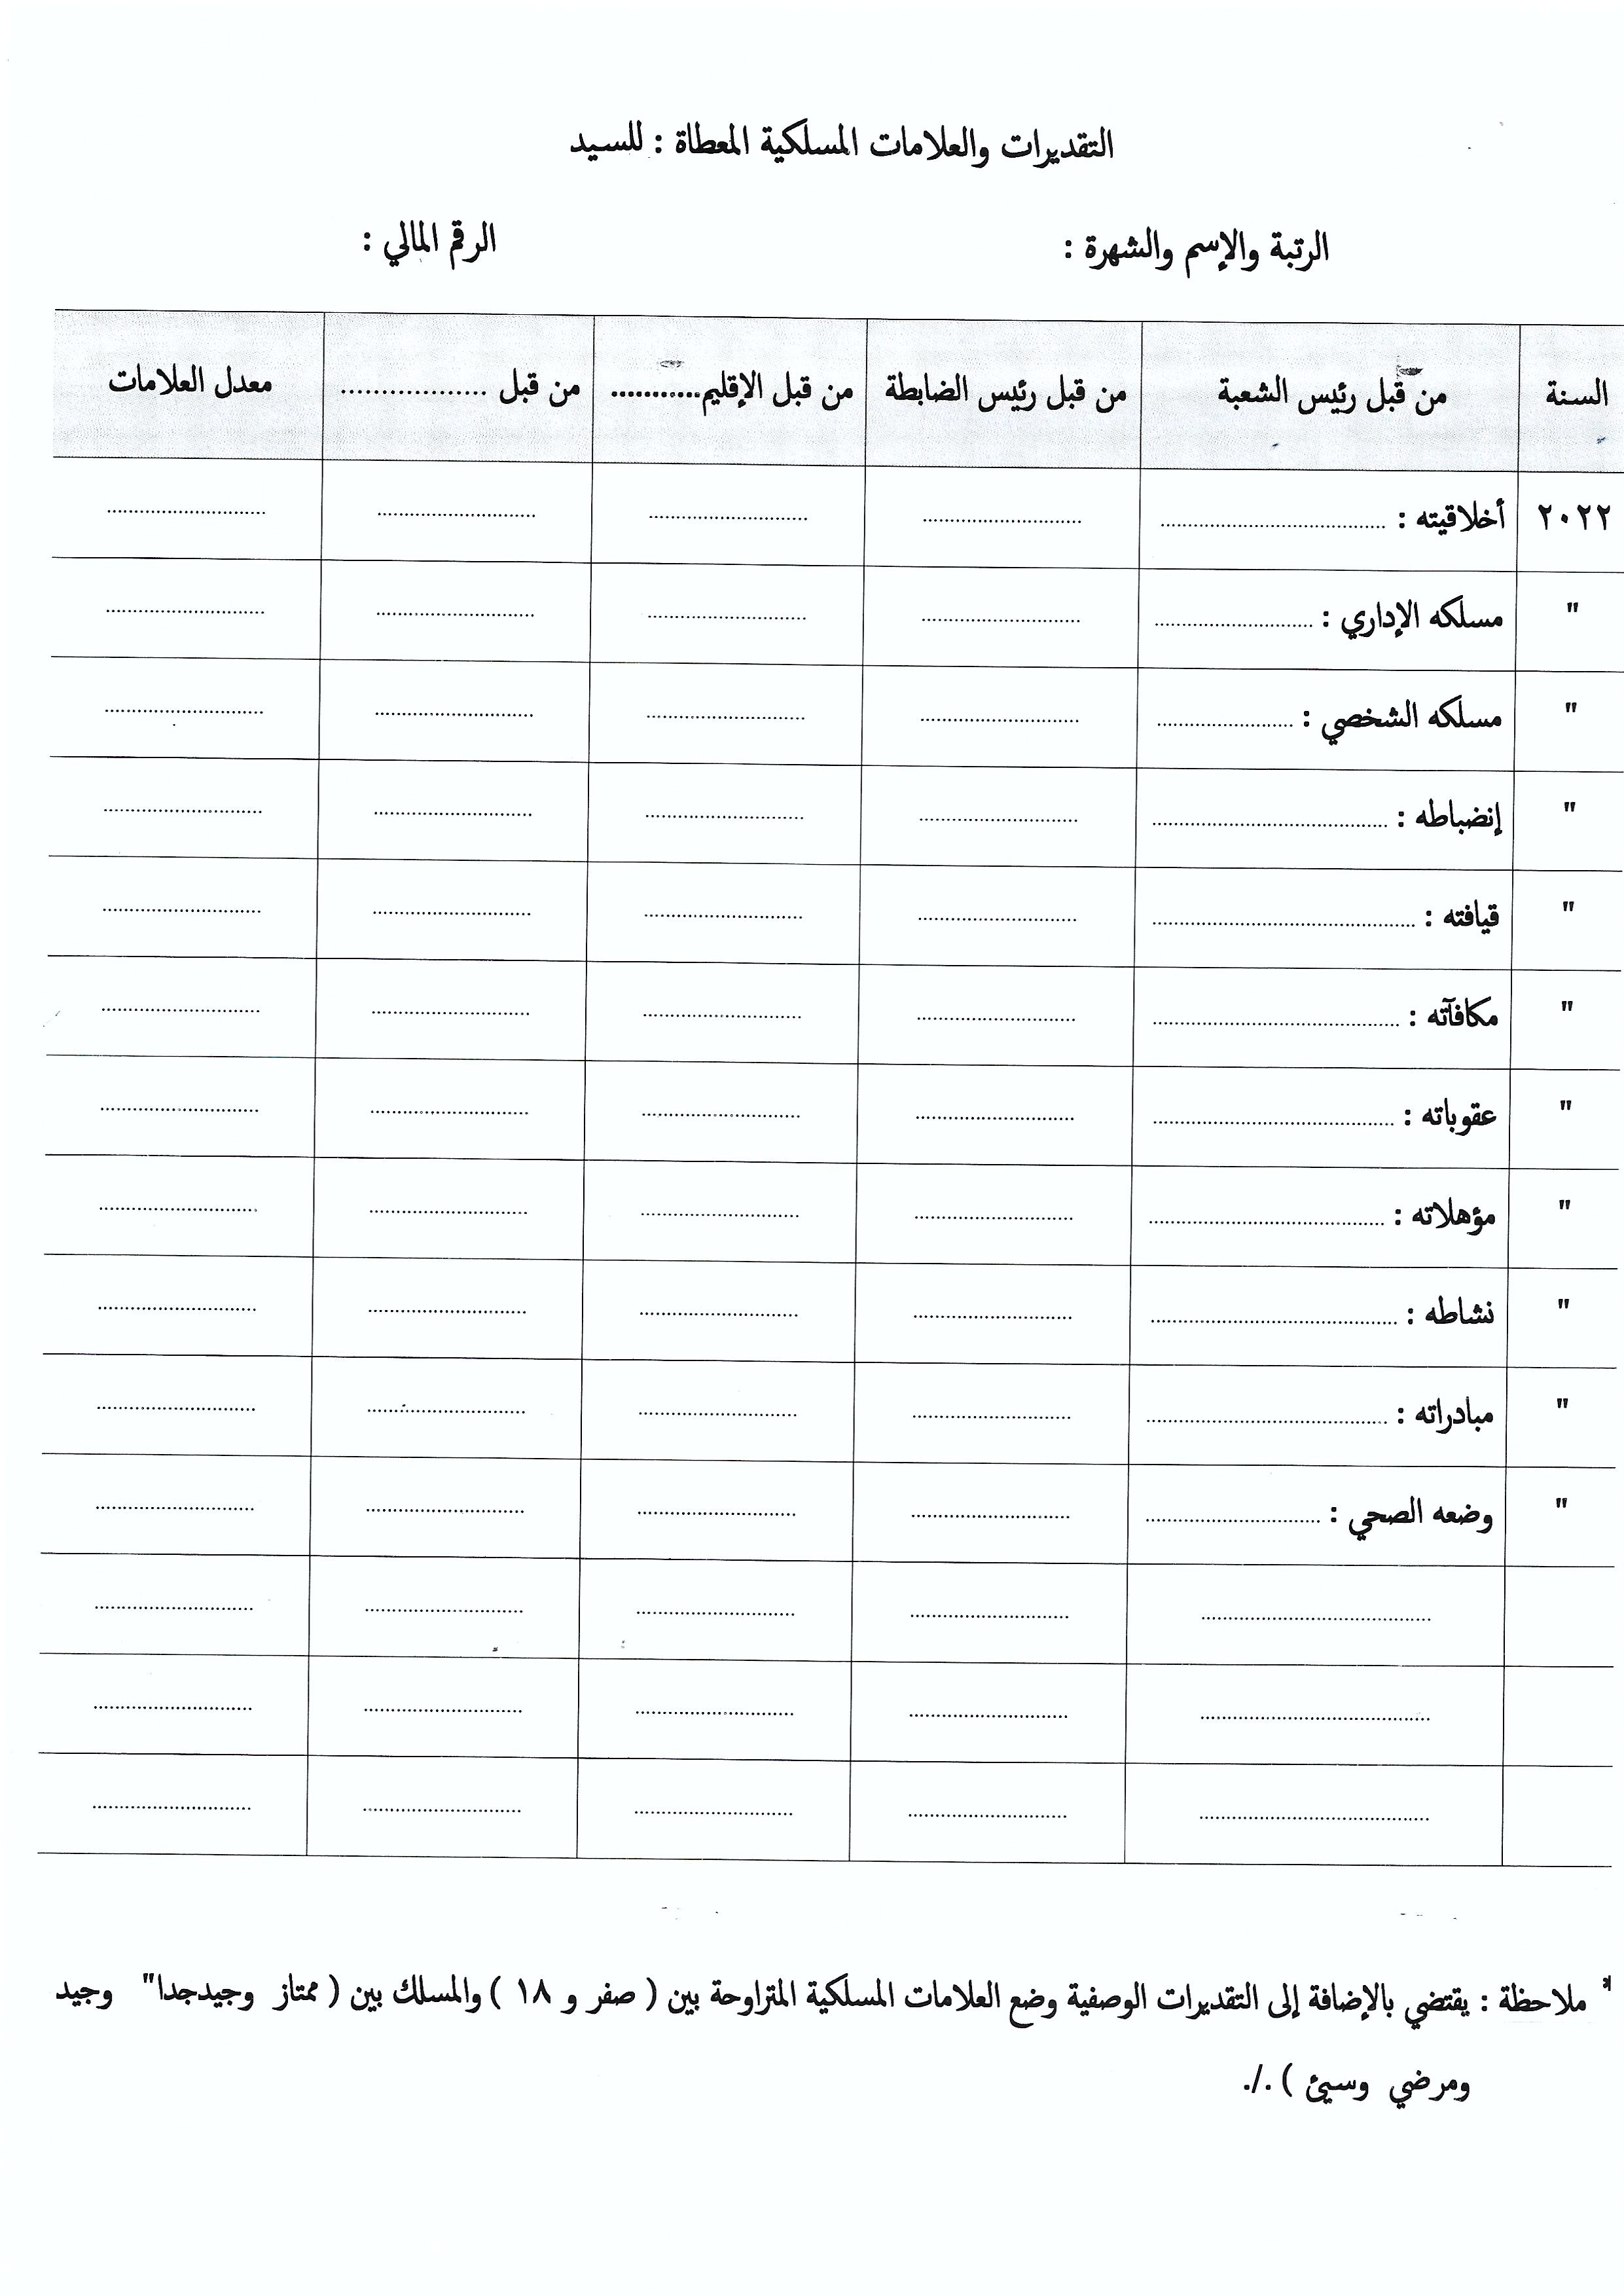 التقديرات والعلامات المسلكية المعطاة : للسيد
الرتبة والإسم والشهرة : الرقم المالي :
السنة من قبل رئيس الشعبة من قبل رئيس الضابطة من قبل الإقليم........... من قبل .................. معدل العلامات
٢٠٢٢ أخلاقيته : ..........
" مسلكه الإداري : ..........
" مسلكه الشخصي : ..........
" إنضباطه : ..........
" قيافته : ..........
" مكافآته : ..........
" عقوباته : ..........
" مؤهلاته : ..........
" نشاطه : ..........
" مبادراته : ..........
" وضعه الصحي : ..........
* ملاحظة : يقتضي بالإضافة إلى التقديرات الوصفية وضع العلامات المسلكية المتراوحة بين ( صفر و ١٨ ) والمسلك بين ( ممتاز وجيدجدا" وجيد
ومرضي وسيئ ) ./.